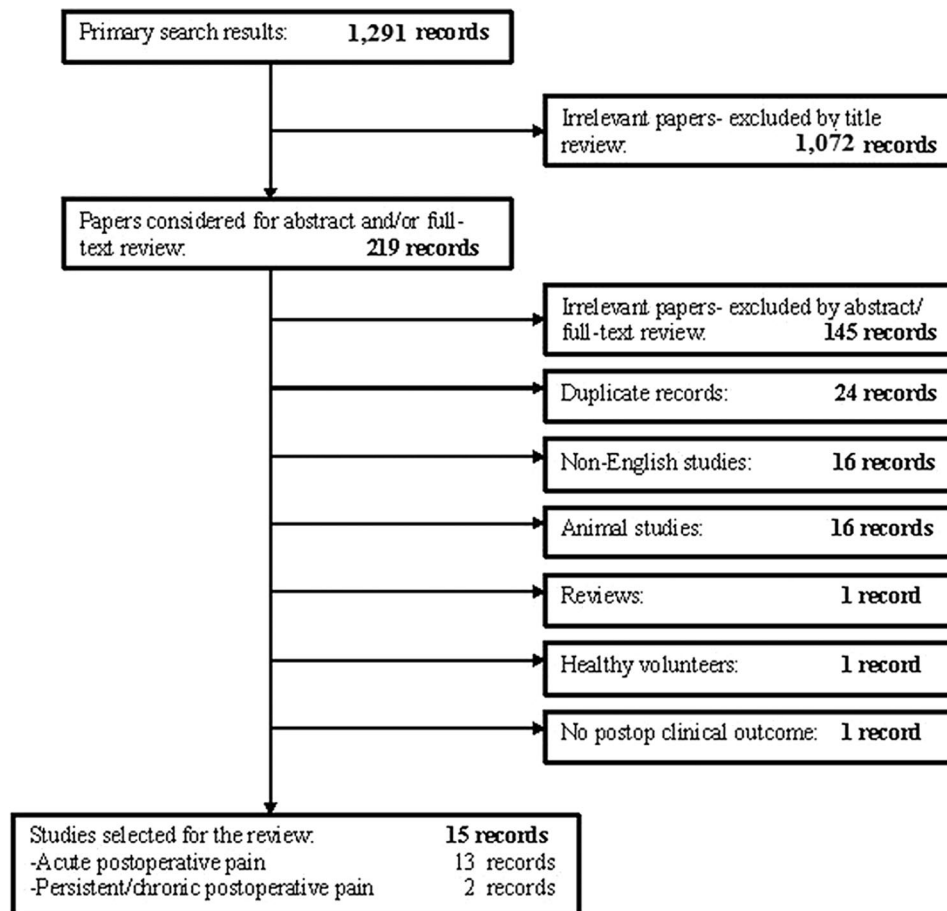 Primary search results: 1,291 records
Irrelevant papers- excluded by title
review: 1,072 records
Papers considered for abstract and/or full-
text review: 219 records
Irrelevant papers- excluded by abstract/
full-text review: 145 records
Duplicate records: 24 records
Non-English studies: 16 records
Animal studies: 16 records
Reviews: 1 record
Healthy volunteers: 1 record
No postop clinical outcome: 1 record
Studies selected for the review: 15 records
-Acute postoperative pain 13 records
-Persistent/chronic postoperative pain 2 records